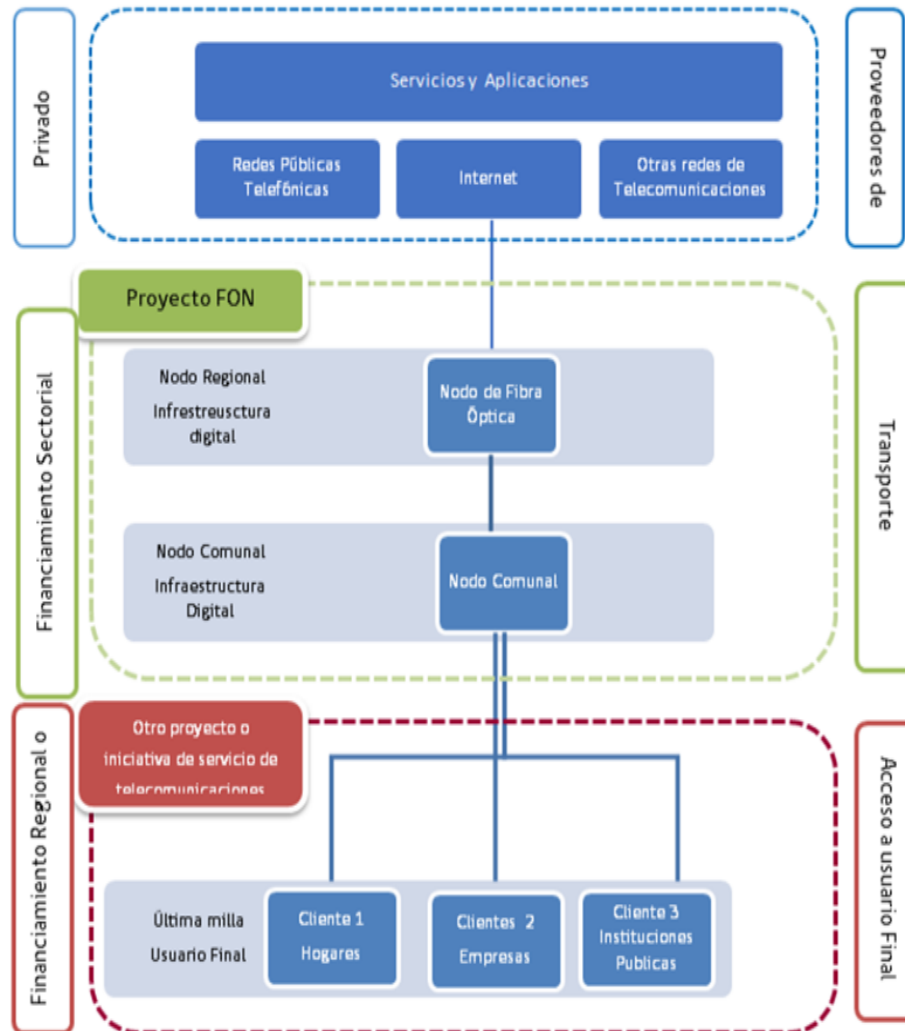 Privado
Servicios y Aplicaciones
Redes Públicas
Telefónicas
Internet
Otras redes de
Telecomunicaciones
Proveedores de
Financiamiento Sectorial
Proyecto FON
Nodo Regional
Infrestreusctura
digital
Nodo de Fibra
Óptica
Nodo Comunal
Infraestructura
Digital
Nodo Comunal
Transporte
Financiamiento Regional o
Otro proyecto o
iniciativa de servicio de
telecomunicaciones
Última milla
Usuario Final
Cliente 1
Hogares
Clientes 2
Empresas
Cliente 3
Instituciones
Publicas
Acceso a usuario Final